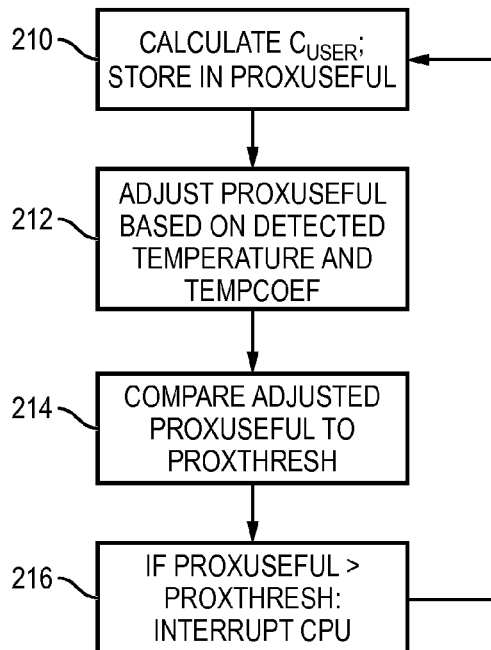 210
CALCULATE C_USER;
STORE IN PROXUSEFUL
212
ADJUST PROXUSEFUL
BASED ON DETECTED
TEMPERATURE AND
TEMPCOEF
214
COMPARE ADJUSTED
PROXUSEFUL TO
PROXTHRESH
216
IF PROXUSEFUL >
PROXTHRESH:
INTERRUPT CPU